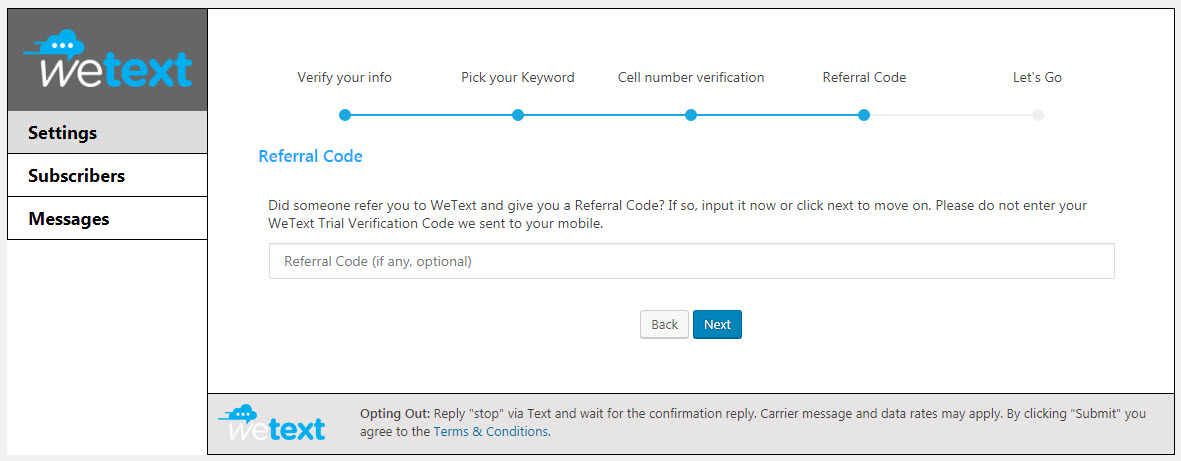 wetext
Settings
Subscribers
Messages
Verify your info
Pick your Keyword
Cell number verification
Referral Code
Let's Go
Referral Code
Did someone refer you to WeText and give you a Referral Code? If so, input it now or click next to move on. Please do not enter your
WeText Trial Verification Code we sent to your mobile.
Referral Code (if any, optional)
Back
Next
wetext
Opting Out: Reply "stop" via Text and wait for the confirmation reply. Carrier message and data rates may apply. By clicking "Submit" you
agree to the Terms & Conditions.